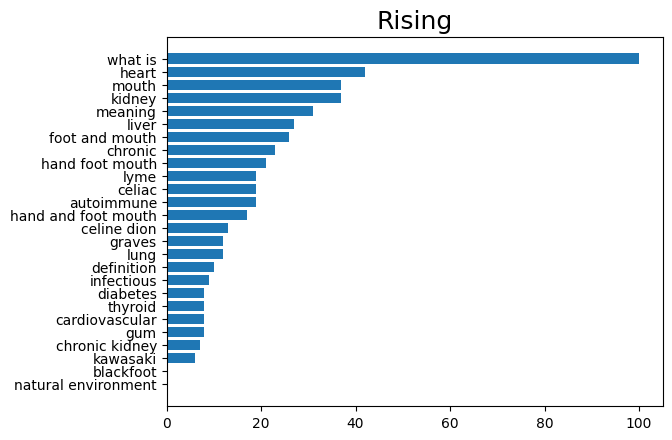 Rising
what is
heart
mouth
kidney
meaning
liver
foot and mouth
chronic
hand foot mouth
lyme
celiac
autoimmune
hand and foot mouth
celine dion
graves
lung
definition
infectious
diabetes
thyroid
cardiovascular
gum
chronic kidney
kawasaki
blackfoot
natural environment
0 20 40 60 80 100